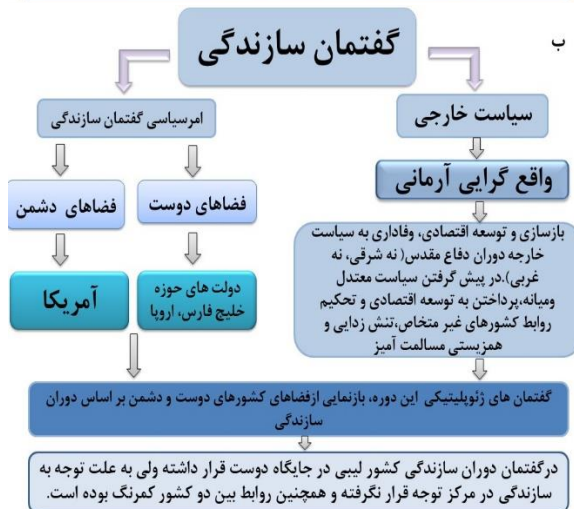 ب
گفتمان سازندگی
سیاست خارجی
واقع گرایی آرمانی
بازسازی و توسعه اقتصادی، وفاداری به سیاست
خارجه دوران دفاع مقدس( نه شرقی، نه
غربی).در پیش گرفتن سیاست معتدل
ومیانه،پرداختن به توسعه اقتصادی و تحکیم
روابط کشورهای غیر متخاص،تنش زدایی و
همزیستی مسالمت آمیز
امرسیاسی گفتمان سازندگی
فضاهای دوست
فضاهای دشمن
دولت های حوزه
خلیج فارس، اروپا
آمریکا
گفتمان های ژئوپلیتیکی این دوره، بازنمایی ازفضاهای کشورهای دوست و دشمن بر اساس دوران
سازندگی
درگفتمان دوران سازندگی کشور لیبی در جایگاه دوست قرار داشته ولی به علت توجه به
سازندگی در مرکز توجه قرار نگرفته و همچنین روابط بین دو کشور کمرنگ بوده است.